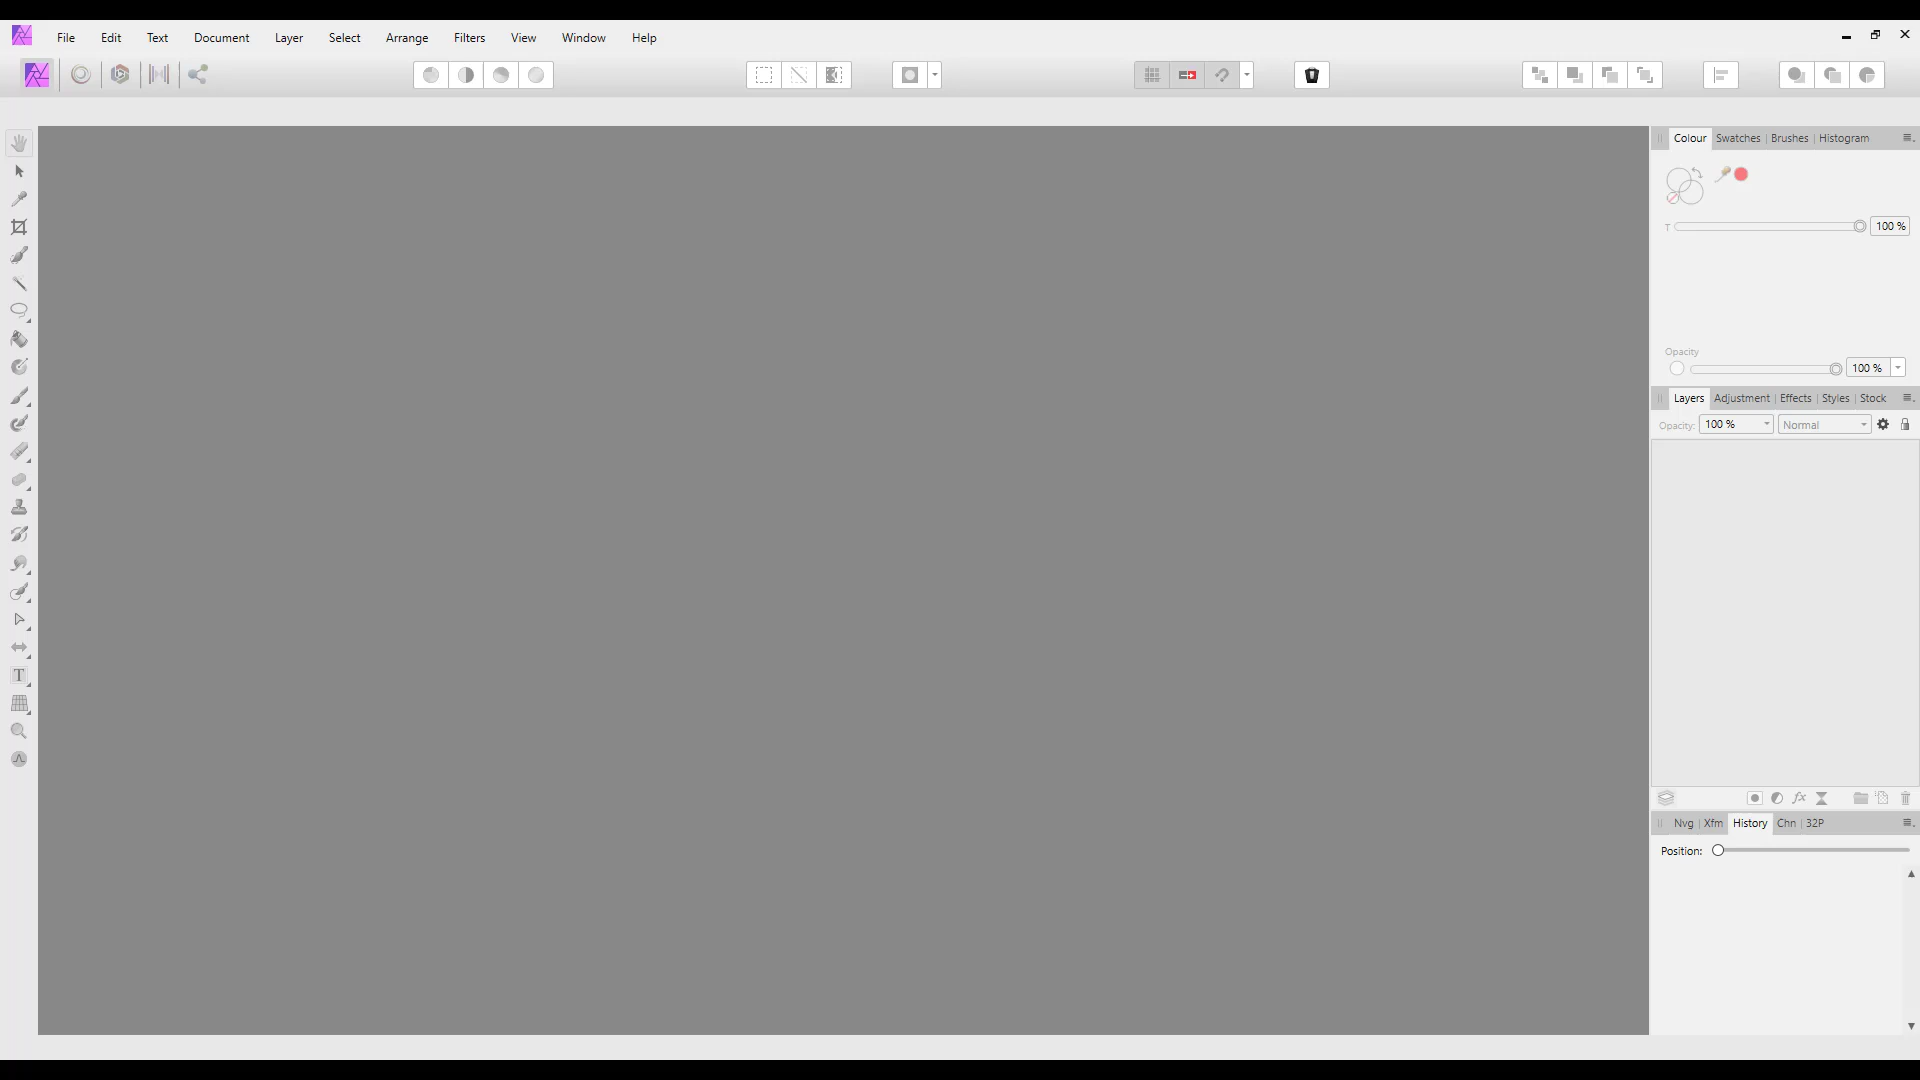 File Edit Text Document Layer Select Arrange Filters View Window Help
Colour Swatches | Brushes | Histogram
T 100 %
Opacity
100 %
Layers Adjustment | Effects | Styles | Stock
Opacity: 100 % Normal
fx
Nvg | Xfm History Chn | 32P
Position:
T